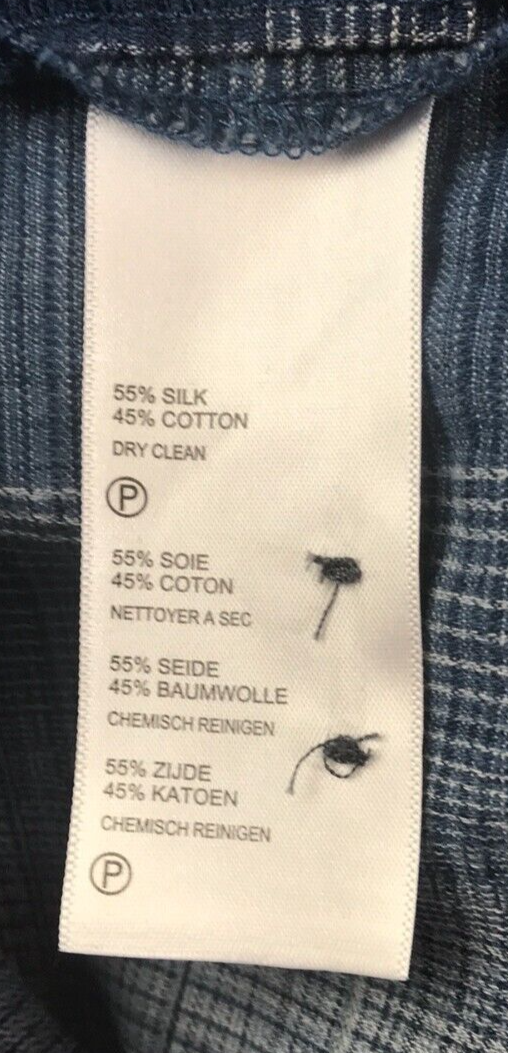 55% SILK
45% COTTON
DRY CLEAN
P
55% SOIE
45% COTON
NETTOYER A SEC
55% SEIDE
45% BAUMWOLLE
CHEMISCH REINIGEN
55% ZIJDE
45% KATOEN
CHEMISCH REINIGEN
P